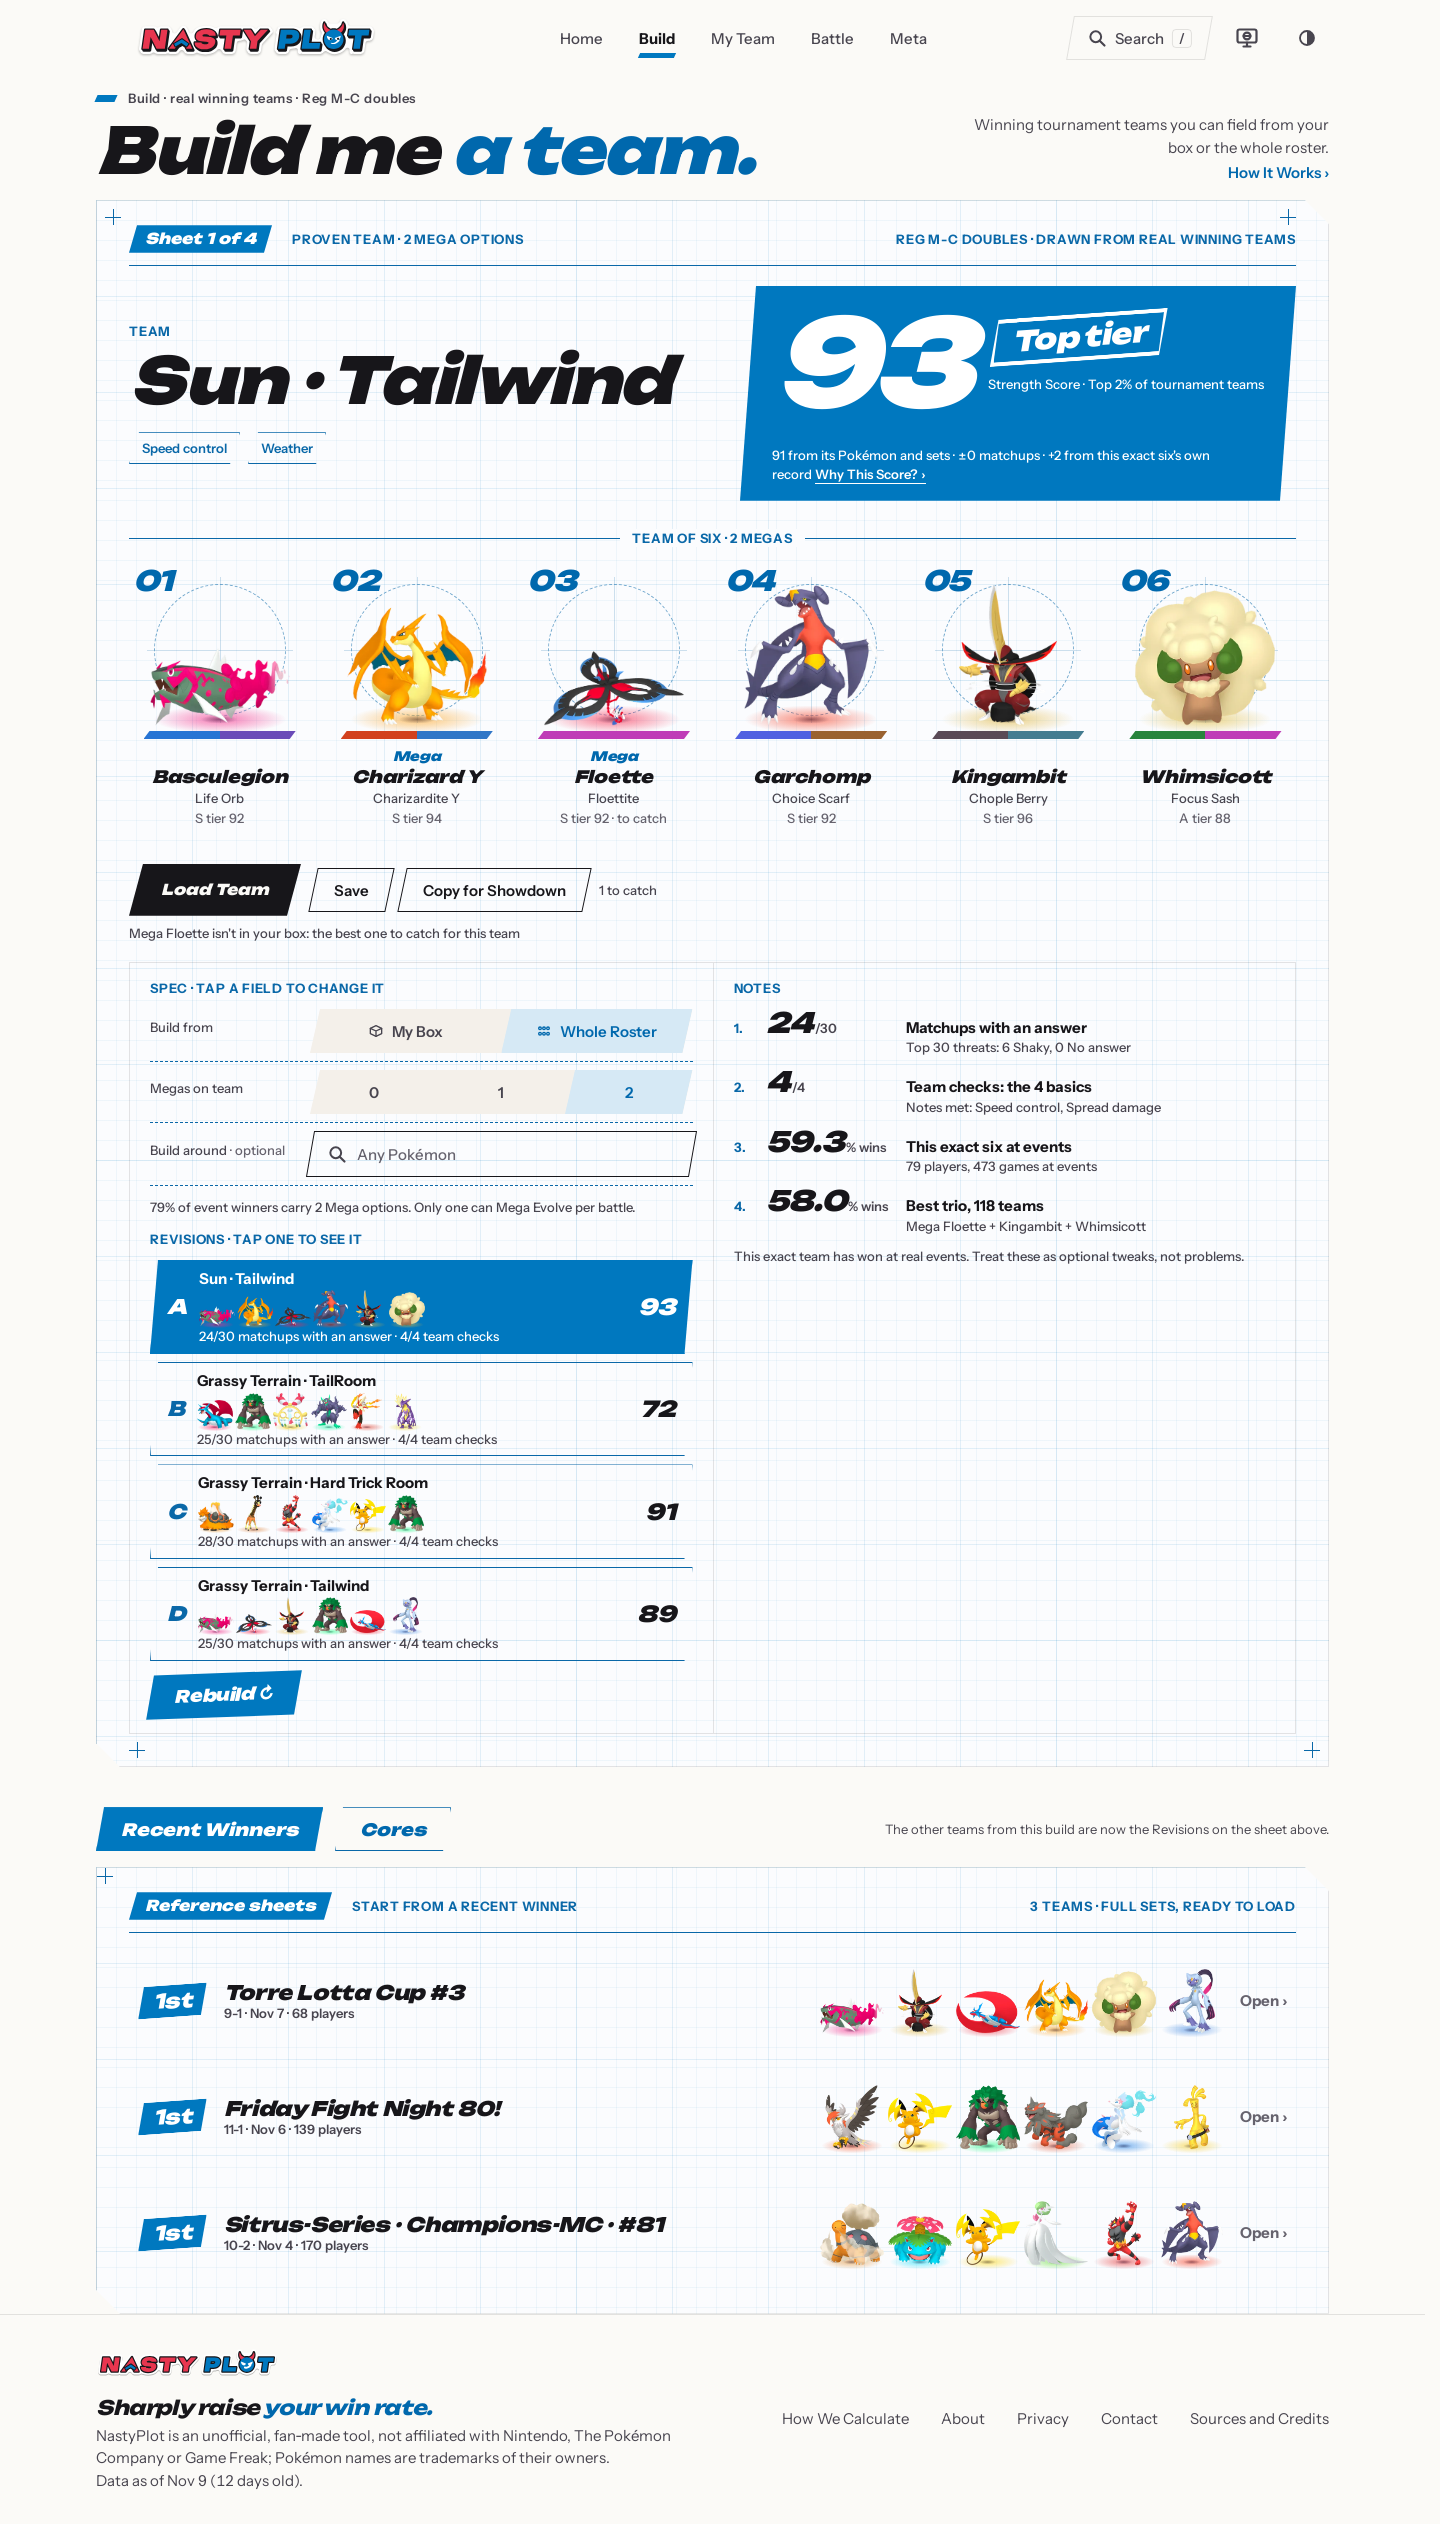 NASTY PLOT
Home
Build
My Team
Battle
Meta
Search /
Build · real winning teams · Reg M-C doubles
Build me a team.
Winning tournament teams you can field from your
box or the whole roster.
How It Works ›
Sheet 1 of 4
PROVEN TEAM · 2 MEGA OPTIONS
REG M-C DOUBLES · DRAWN FROM REAL WINNING TEAMS
TEAM
Sun · Tailwind
Speed control
Weather
93
Top tier
Strength Score · Top 2% of tournament teams
91 from its Pokémon and sets · ±0 matchups · +2 from this exact six's own
record Why This Score? ›
TEAM OF SIX · 2 MEGAS
01
Basculegion
Life Orb
S tier 92
02
Mega
Charizard Y
Charizardite Y
S tier 94
03
Mega
Floette
Floettite
S tier 92 · to catch
04
Garchomp
Choice Scarf
S tier 92
05
Kingambit
Chople Berry
S tier 96
06
Whimsicott
Focus Sash
A tier 88
Load Team
Save
Copy for Showdown
1 to catch
Mega Floette isn't in your box: the best one to catch for this team
SPEC · TAP A FIELD TO CHANGE IT
Build from
My Box
Whole Roster
Megas on team
0
1
2
Build around · optional
Any Pokémon
79% of event winners carry 2 Mega options. Only one can Mega Evolve per battle.
REVISIONS · TAP ONE TO SEE IT
A
Sun · Tailwind
24/30 matchups with an answer · 4/4 team checks
93
B
Grassy Terrain · TailRoom
25/30 matchups with an answer · 4/4 team checks
72
C
Grassy Terrain · Hard Trick Room
28/30 matchups with an answer · 4/4 team checks
91
D
Grassy Terrain · Tailwind
25/30 matchups with an answer · 4/4 team checks
89
Rebuild
NOTES
1.
24/30
Matchups with an answer
Top 30 threats: 6 Shaky, 0 No answer
2.
4/4
Team checks: the 4 basics
Notes met: Speed control, Spread damage
3.
59.3% wins
This exact six at events
79 players, 473 games at events
4.
58.0% wins
Best trio, 118 teams
Mega Floette + Kingambit + Whimsicott
This exact team has won at real events. Treat these as optional tweaks, not problems.
Recent Winners
Cores
The other teams from this build are now the Revisions on the sheet above.
Reference sheets
START FROM A RECENT WINNER
3 TEAMS · FULL SETS, READY TO LOAD
1st
Torre Lotta Cup #3
9-1 · Nov 7 · 68 players
Open ›
1st
Friday Fight Night 80!
11-1 · Nov 6 · 139 players
Open ›
1st
Sitrus-Series · Champions-MC · #81
10-2 · Nov 4 · 170 players
Open ›
NASTY PLOT
Sharply raise your win rate.
NastyPlot is an unofficial, fan-made tool, not affiliated with Nintendo, The Pokémon
Company or Game Freak; Pokémon names are trademarks of their owners.
Data as of Nov 9 (12 days old).
How We Calculate
About
Privacy
Contact
Sources and Credits